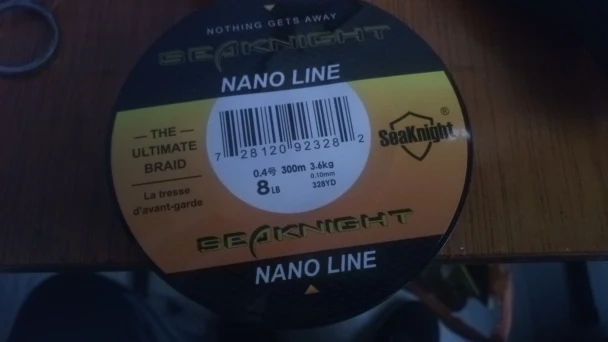 NOTHING GETS AWAY
SEAKNIGHT
NANO LINE
— THE —
ULTIMATE
BRAID
La tresse
d'avant-garde
7 28120 92328 2
0.4号 300m 3.6kg
0.10mm
8LB 328YD
SeaKnight®
SEAKNIGHT
NANO LINE